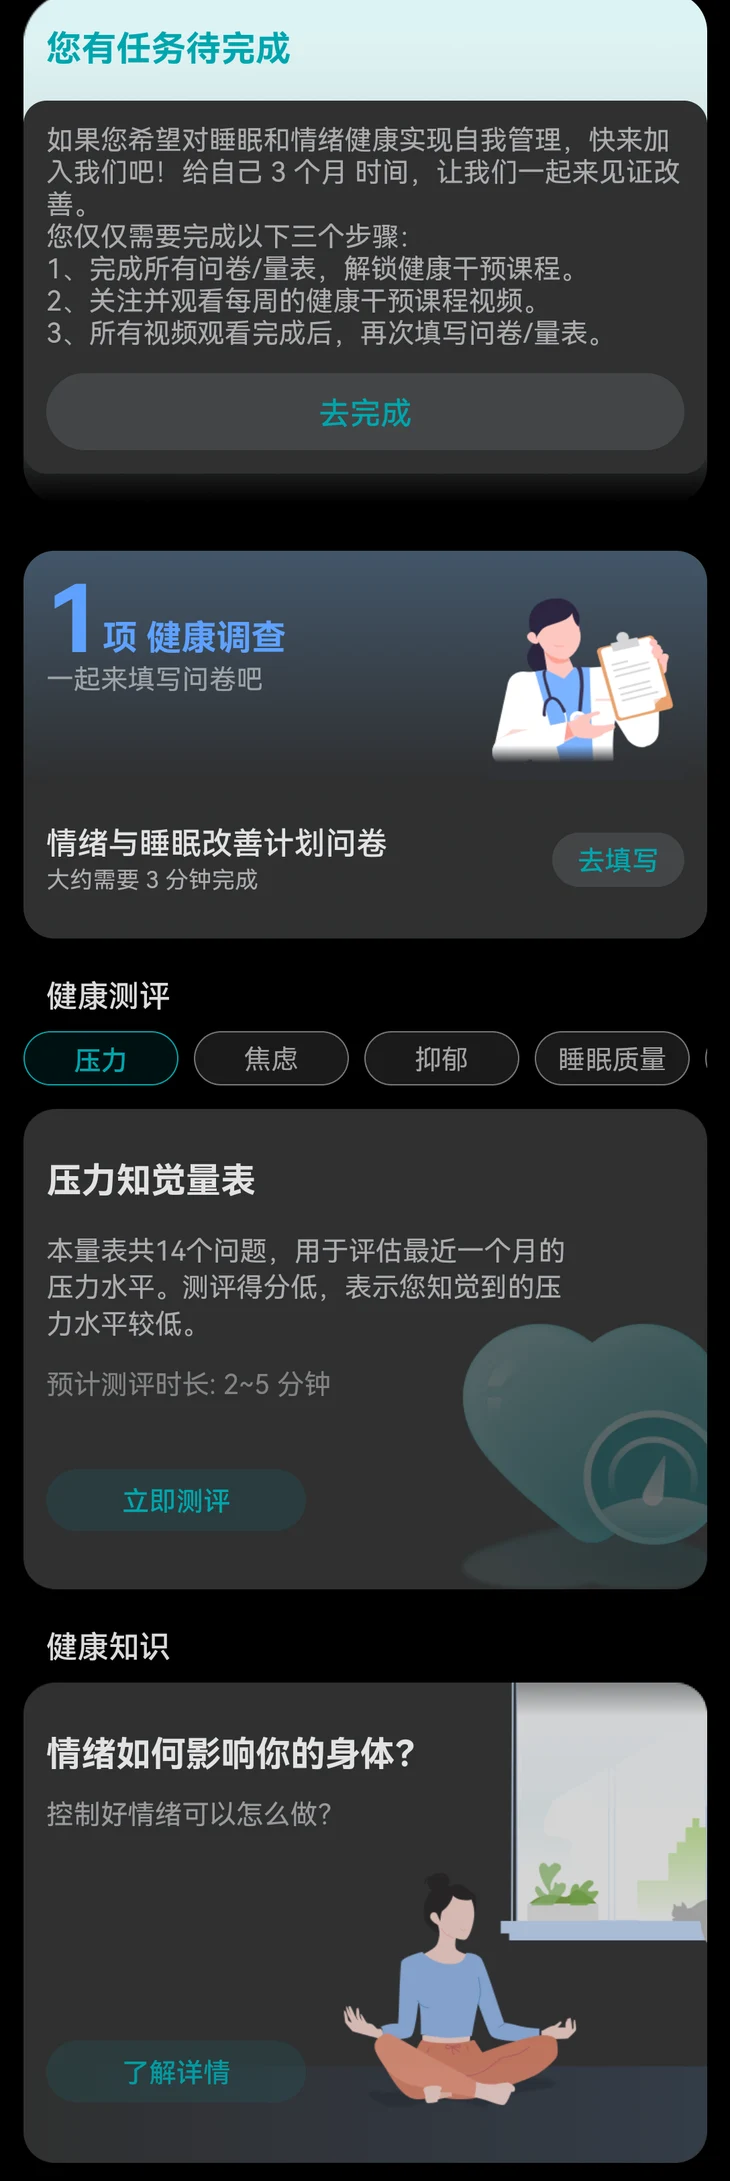 您有任务待完成
如果您希望对睡眠和情绪健康实现自我管理，快来加
入我们吧！给自己 3 个月 时间，让我们一起来见证改
善。
您仅仅需要完成以下三个步骤：
1、完成所有问卷/量表，解锁健康干预课程。
2、关注并观看每周的健康干预课程视频。
3、所有视频观看完成后，再次填写问卷/量表。
去完成
1项 健康调查
一起来填写问卷吧
情绪与睡眠改善计划问卷
大约需要 3 分钟完成
去填写
健康测评
压力 焦虑 抑郁 睡眠质量
压力知觉量表
本量表共14个问题，用于评估最近一个月的
压力水平。测评得分低，表示您知觉到的压
力水平较低。
预计测评时长: 2~5 分钟
立即测评
健康知识
情绪如何影响你的身体?
控制好情绪可以怎么做?
了解详情